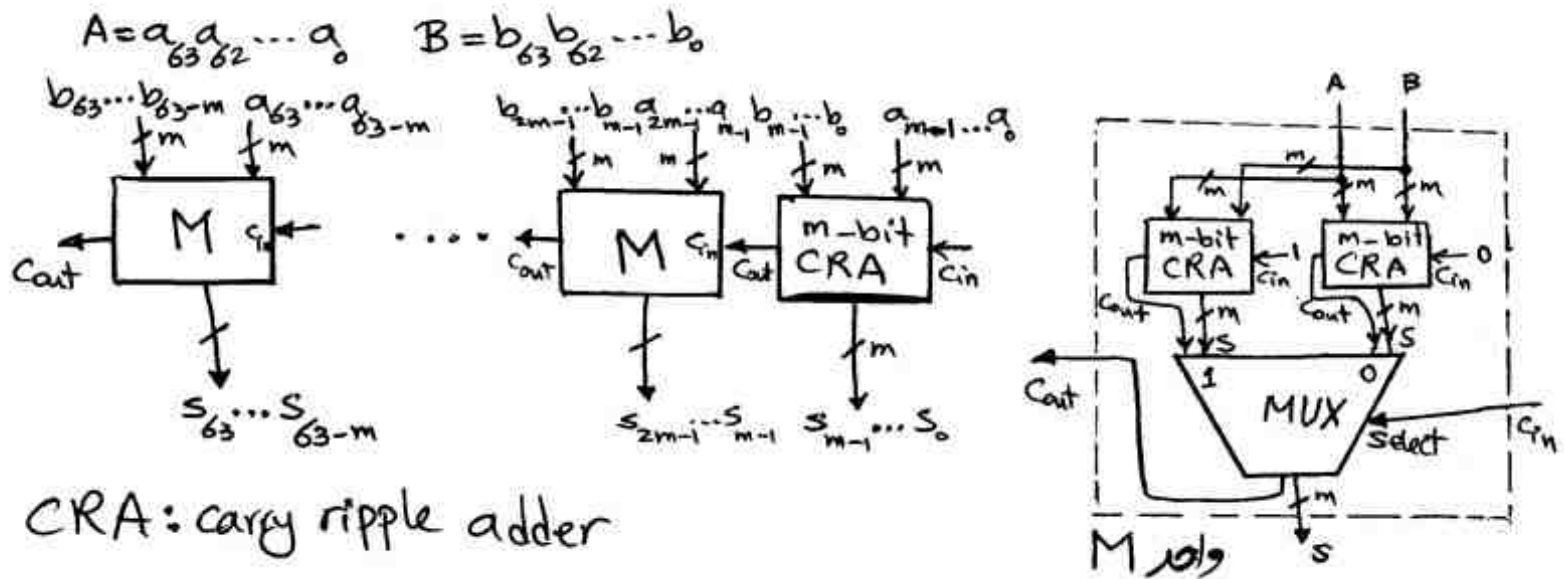 A = a₆₃a₆₂...a₀ B = b₆₃b₆₂...b₀
b₆₃...b₆₃₋ₘ a₆₃...a₆₃₋ₘ b₂ₘ₋₁...bₘ₋₁ a₂ₘ₋₁...aₘ₋₁ bₘ₋₁...b₀ aₘ₋₁...a₀
m m m m m m
M Cin .... M Cin m-bit CRA Cin
Cout Cout Cout
m
S₆₃...S₆₃₋ₘ S₂ₘ₋₁...Sₘ₋₁ Sₘ₋₁...S₀
CRA: carry ripple adder
A B
m m m m
m-bit CRA 1 Cin m-bit CRA 0 Cin
Cout m Cout m
S S
1 0
MUX
Cout select Cin
m
S
واحد M